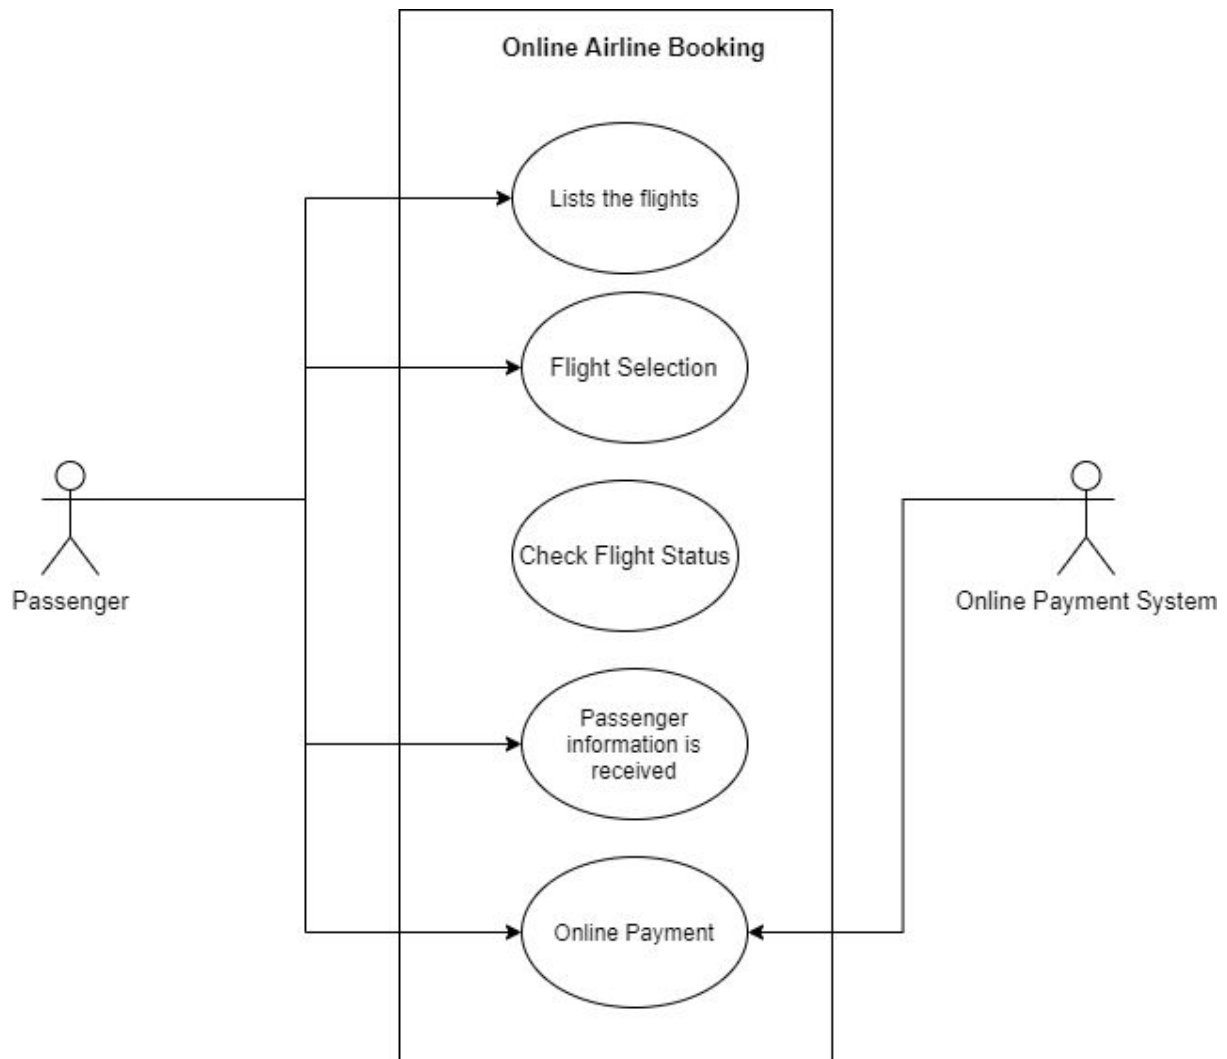 Online Airline Booking
Lists the flights
Flight Selection
Check Flight Status
Passenger
Online Payment System
Passenger
information is
received
Online Payment